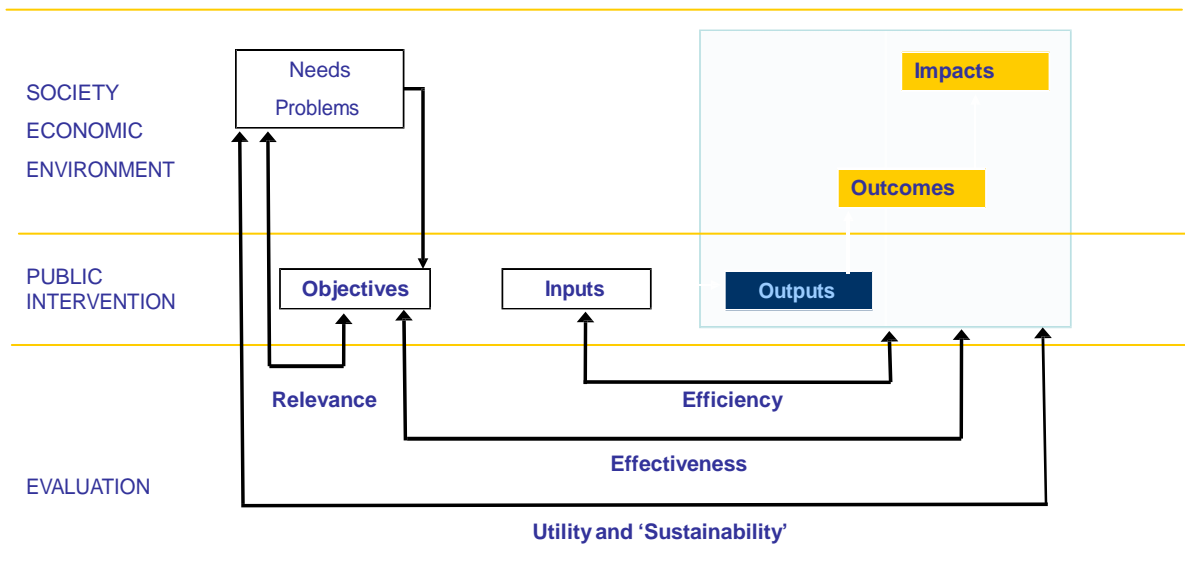 Needs
Problems
Impacts
SOCIETY
ECONOMIC
ENVIRONMENT
Outcomes
PUBLIC
INTERVENTION
Objectives
Inputs
Outputs
Relevance
Efficiency
Effectiveness
EVALUATION
Utility and ‘Sustainability’